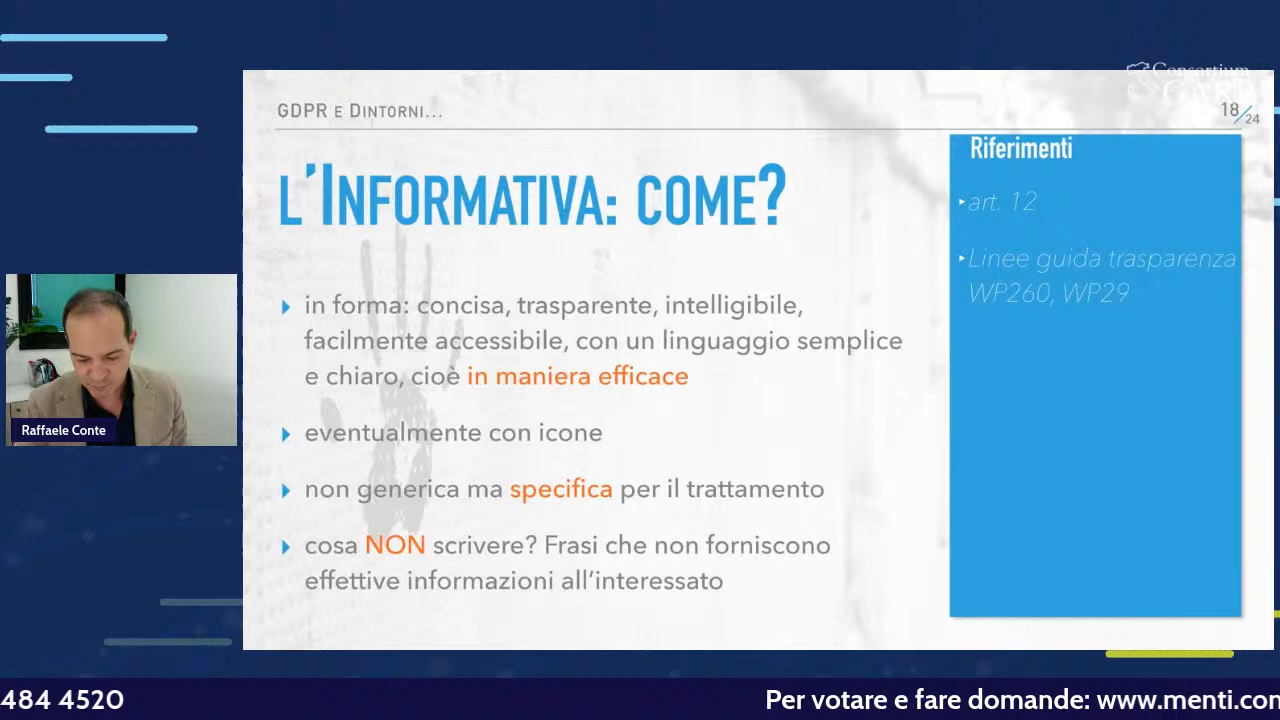 Consortium
GARR
GDPR E DINTORNI...
18/24
L'INFORMATIVA: COME?
in forma: concisa, trasparente, intelligibile,
facilmente accessibile, con un linguaggio semplice
e chiaro, cioè in maniera efficace
eventualmente con icone
non generica ma specifica per il trattamento
cosa NON scrivere? Frasi che non forniscono
effettive informazioni all'interessato
Riferimenti
art. 12
Linee guida trasparenza
WP260, WP29
Raffaele Conte
484 4520
Per votare e fare domande: www.menti.com